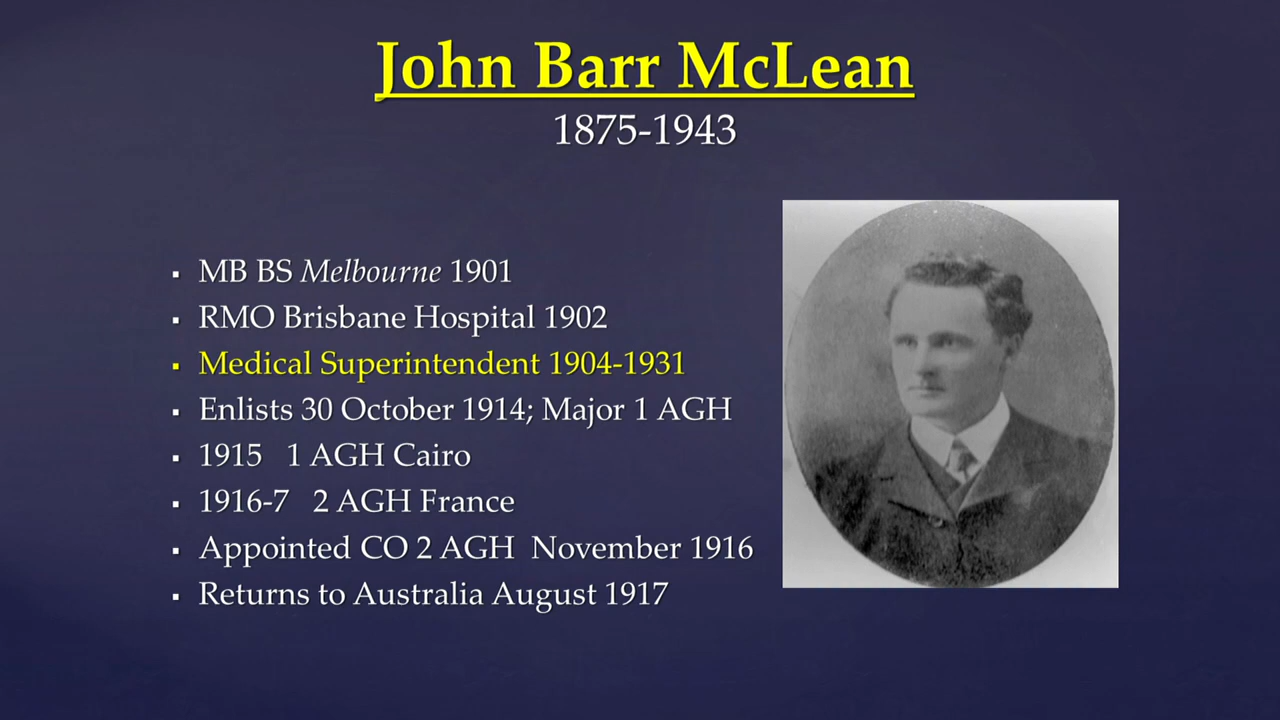 John Barr McLean
1875-1943
▪ MB BS Melbourne 1901
▪ RMO Brisbane Hospital 1902
▪ Medical Superintendent 1904-1931
▪ Enlists 30 October 1914; Major 1 AGH
▪ 1915 1 AGH Cairo
▪ 1916-7 2 AGH France
▪ Appointed CO 2 AGH November 1916
▪ Returns to Australia August 1917